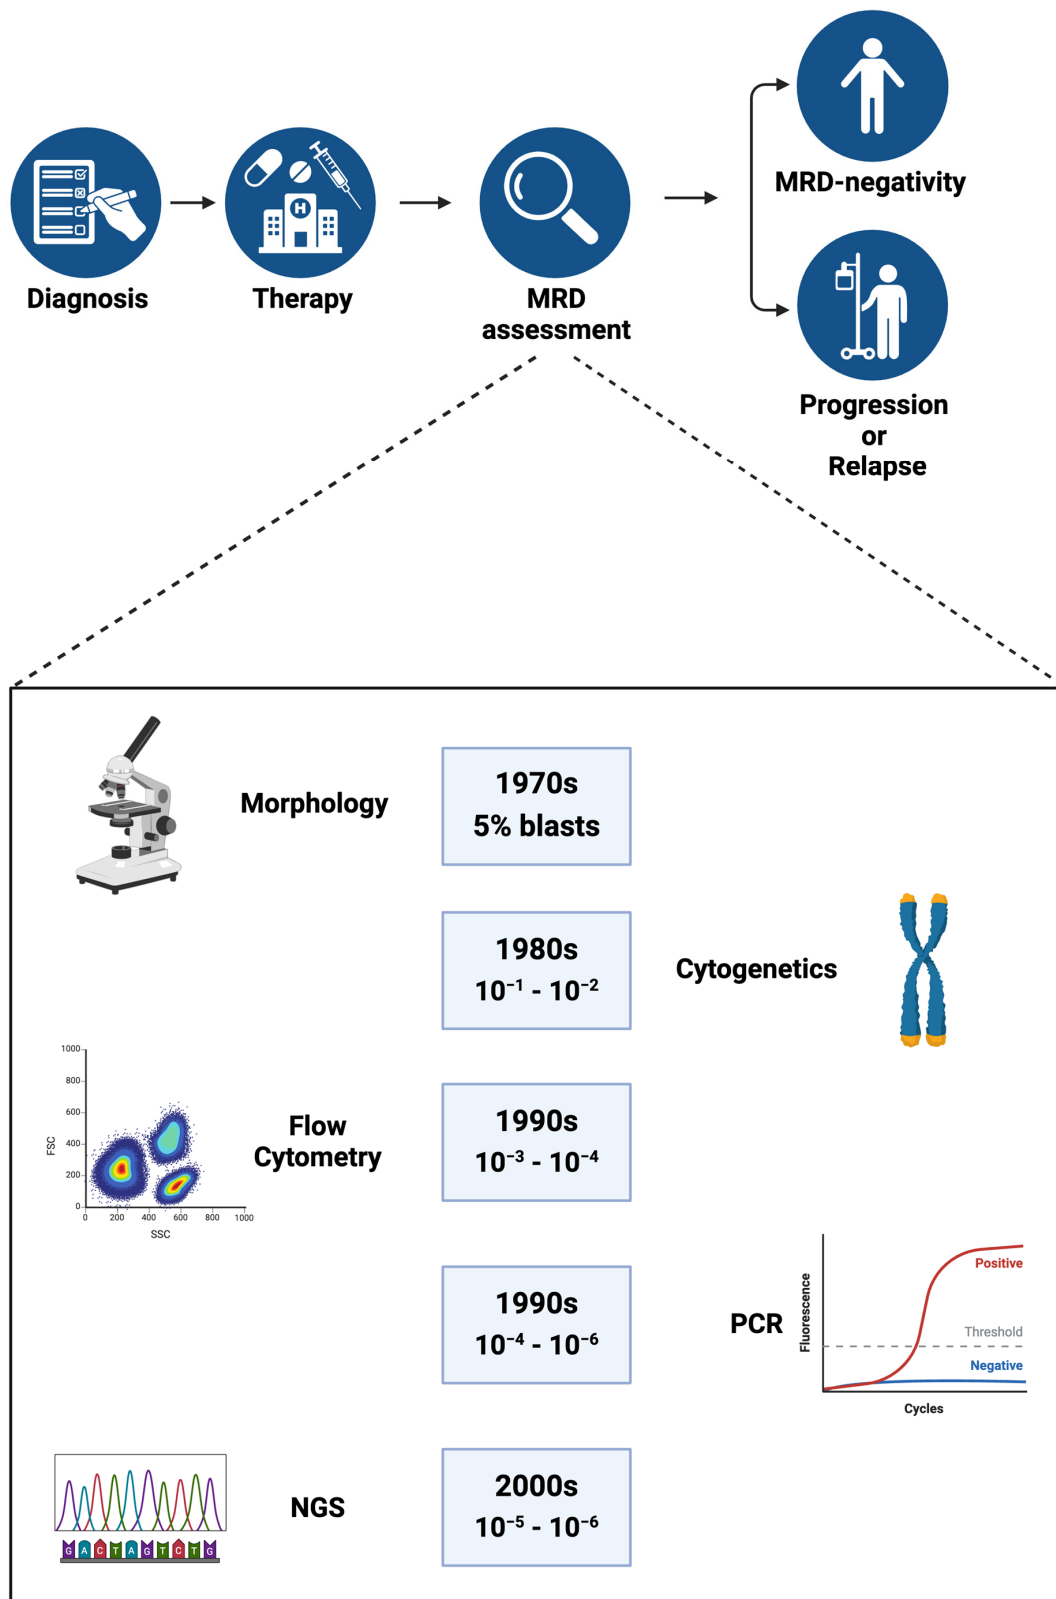 H
Diagnosis
Therapy
MRD
assessment
MRD-negativity
Progression
or
Relapse
Morphology
1970s
5% blasts
1980s
10⁻¹ - 10⁻²
Cytogenetics
1000
800
600
400
200
0
FSC
0 200 400 600 800 1000
SSC
Flow
Cytometry
1990s
10⁻³ - 10⁻⁴
1990s
10⁻⁴ - 10⁻⁶
PCR
Fluorescence
Positive
Threshold
Negative
Cycles
G A C T A G T C T G
NGS
2000s
10⁻⁵ - 10⁻⁶